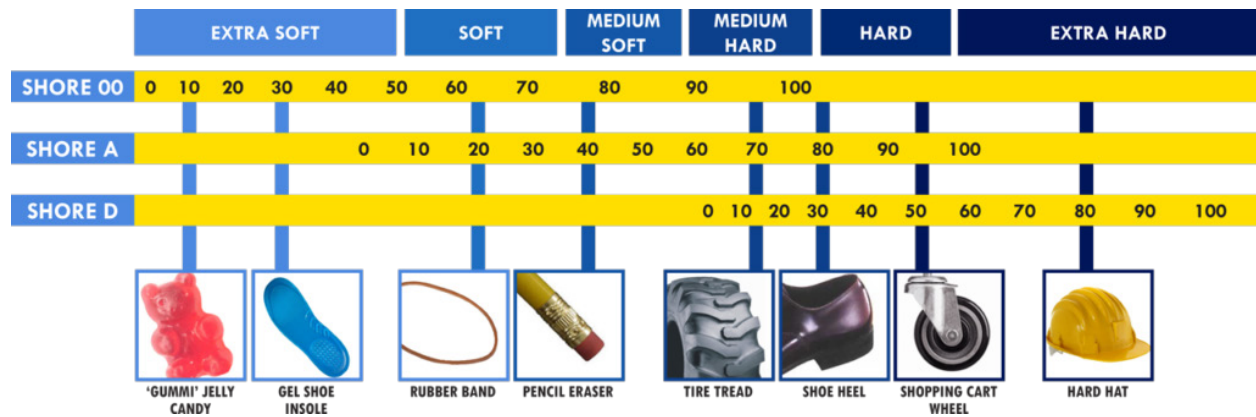 EXTRA SOFT
SOFT
MEDIUM
SOFT
MEDIUM
HARD
HARD
EXTRA HARD
SHORE 00 0 10 20 30 40 50 60 70 80 90 100
SHORE A 0 10 20 30 40 50 60 70 80 90 100
SHORE D 0 10 20 30 40 50 60 70 80 90 100
‘GUMMI’ JELLY
CANDY
GEL SHOE
INSOLE
RUBBER BAND
PENCIL ERASER
TIRE TREAD
SHOE HEEL
SHOPPING CART
WHEEL
HARD HAT